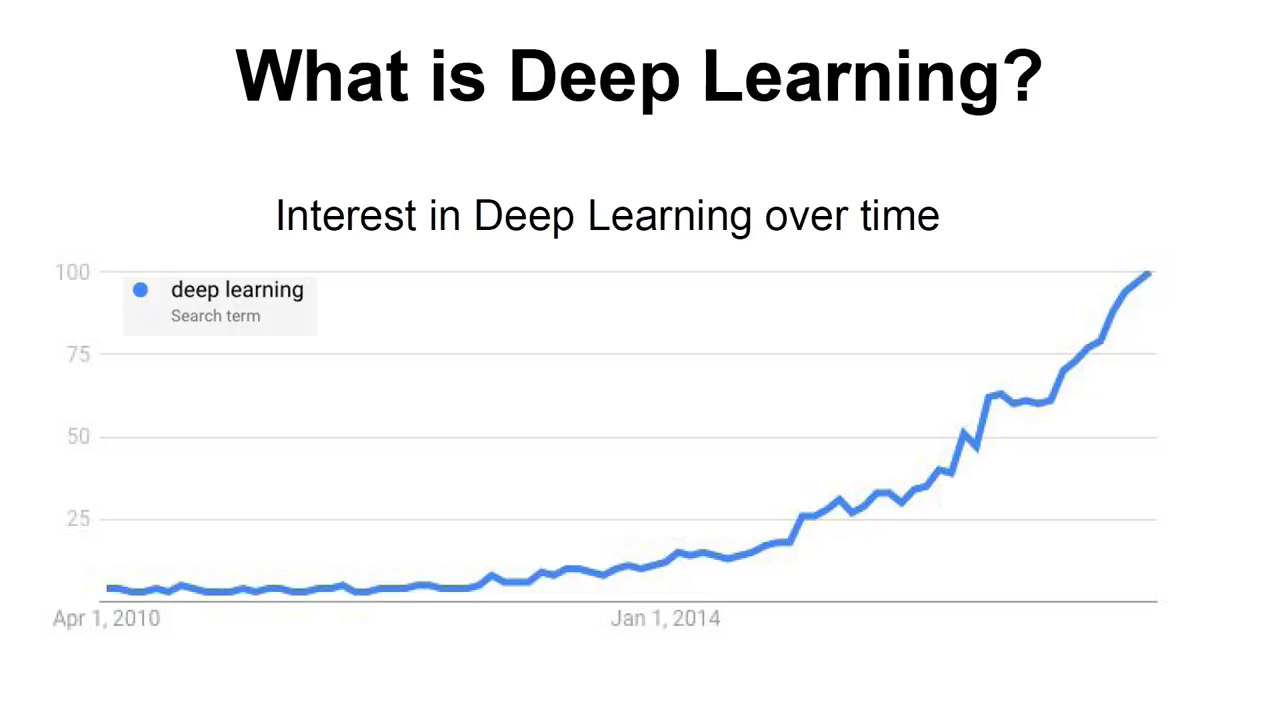 What is Deep Learning?
Interest in Deep Learning over time
100
deep learning
Search term
75
50
25
Apr 1, 2010
Jan 1, 2014